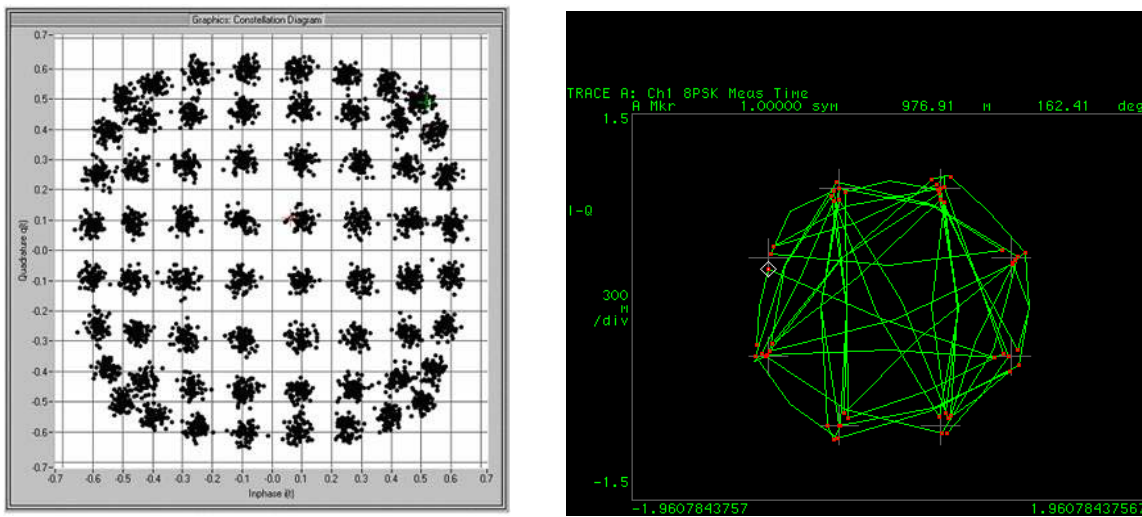 Graphics: Constellation Diagram
0.7-
0.6-
0.5-
0.4-
0.3-
0.2-
0.1-
-0.0-
0.1-
0.2-
0.3-
0.4-
0.5-
0.6-
0.7-
Quadrature q(t)
-0.7 -0.6 -0.5 -0.4 -0.3 -0.2 -0.1 0.0 0.1 0.2 0.3 0.4 0.5 0.6 0.7
Inphase i(t)
TRACE A: Ch1 8PSK Meas Time
A Mkr 1.00000 sym 976.91 m 162.41 deg
1.5
I-Q
300
m
/div
-1.5
-1.9607843757 1.9607843756